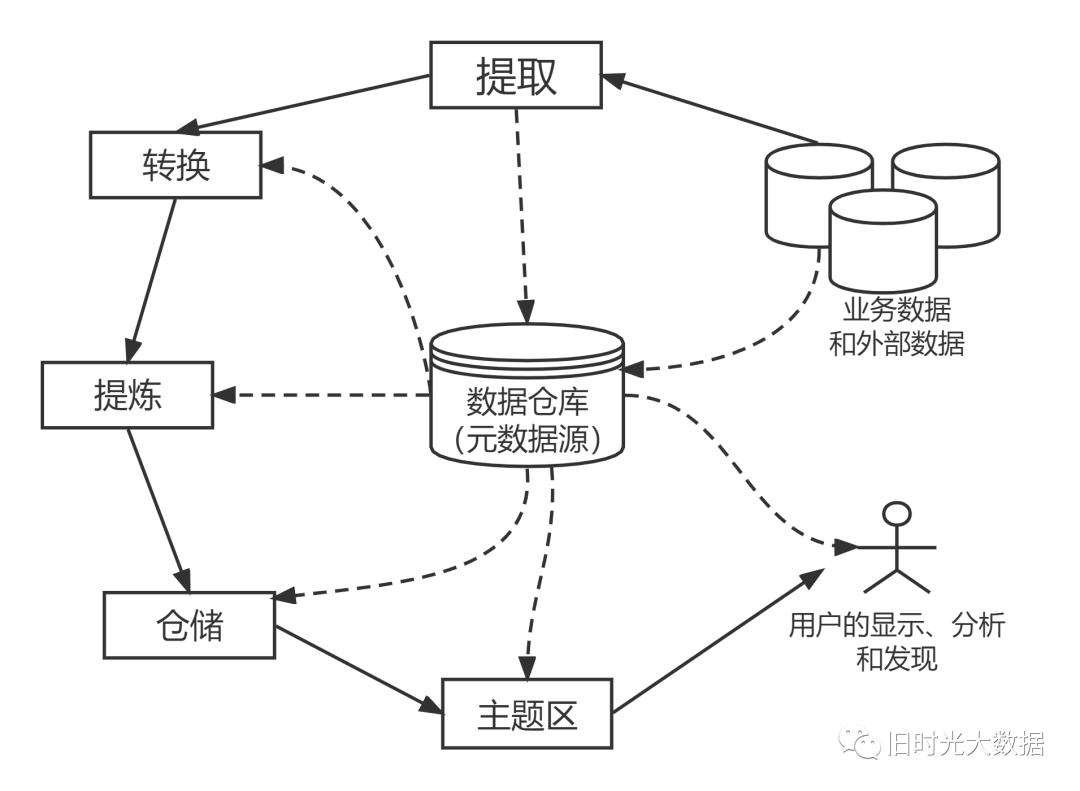 提取
转换
业务数据
和外部数据
提炼
数据仓库
（元数据源）
仓储
用户的显示、分析
和发现
主题区
旧时光大数据